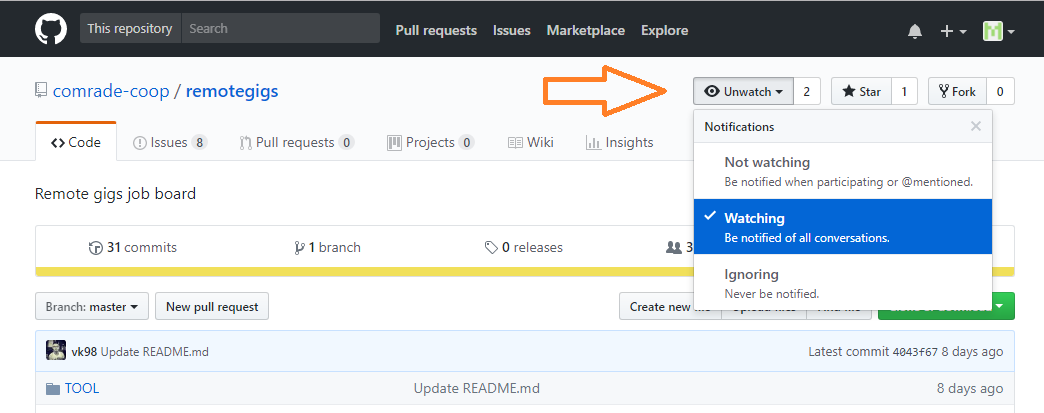 This repository Search Pull requests Issues Marketplace Explore
comrade-coop / remotegigs Unwatch 2 Star 1 Fork 0
Notifications
Code Issues 8 Pull requests 0 Projects 0 Wiki Insights
Not watching
Be notified when participating or @mentioned.
Remote gigs job board
Watching
Be notified of all conversations.
31 commits 1 branch 0 releases 3
Ignoring
Never be notified.
Branch: master New pull request Create new
vk98 Update README.md Latest commit 4043f67 8 days ago
TOOL Update README.md 8 days ago